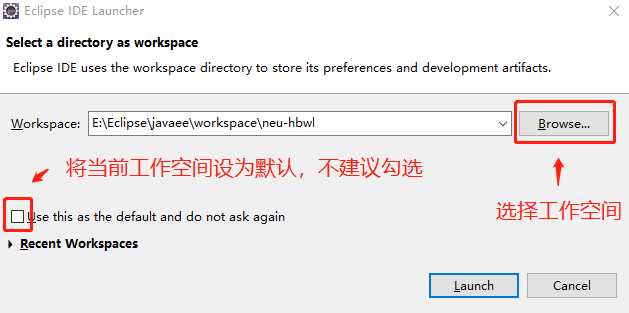 Eclipse IDE Launcher
Select a directory as workspace
Eclipse IDE uses the workspace directory to store its preferences and development artifacts.
Workspace: E:\Eclipse\javaee\workspace\neu-hbwl Browse...
将当前工作空间设为默认，不建议勾选
选择工作空间
Use this as the default and do not ask again
Recent Workspaces
Launch Cancel